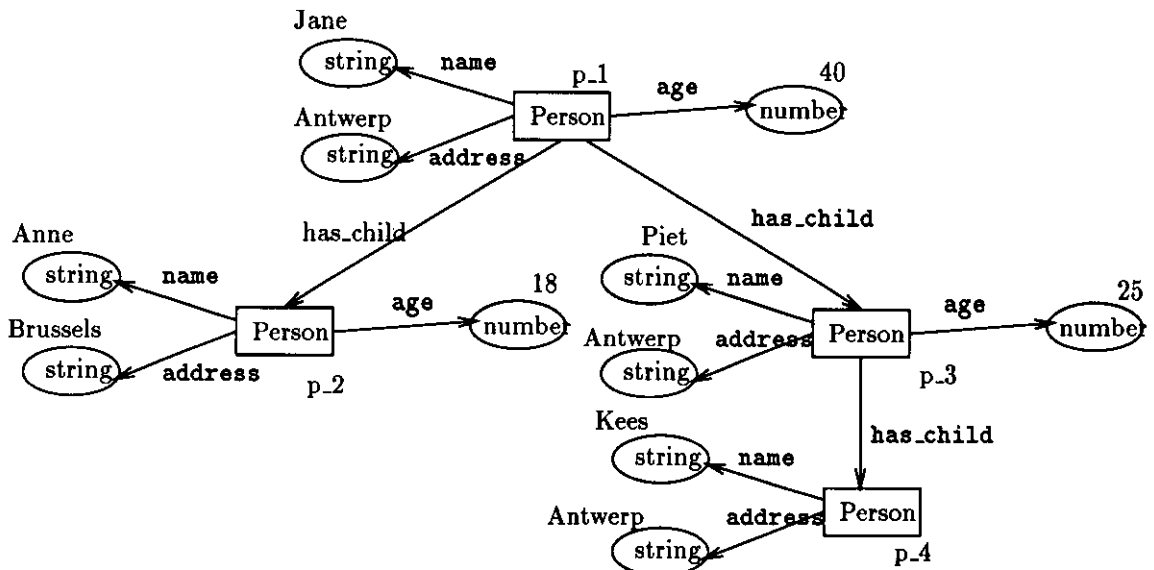 Jane
string
name
p_1
40
age
number
Person
Antwerp
string
address
has_child
has_child
Anne
string
name
Piet
string
name
18
age
number
25
age
number
Brussels
string
Person
address
p_2
Antwerp
string
address
Person
p_3
has_child
Kees
string
name
Antwerp
string
address
Person
p_4